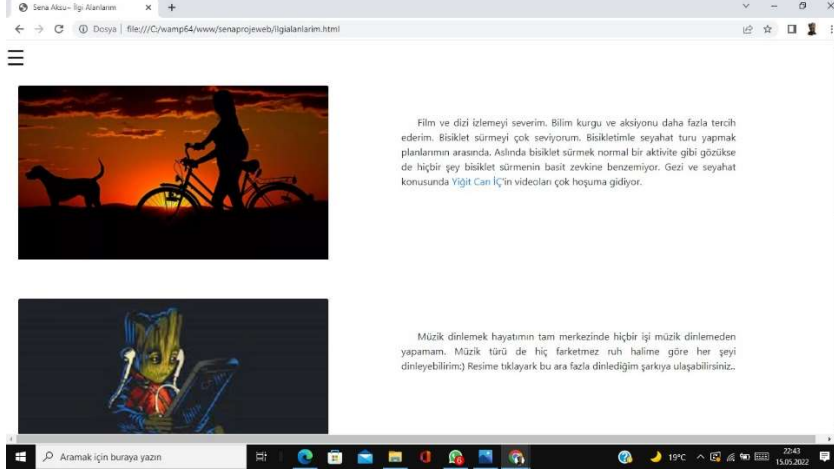 Sena Aksu- İlgi Alanlarım
Dosya | file:///C:/wamp64/www/senaprojeweb/ilgialanlarim.html
Film ve dizi izlemeyi severim. Bilim kurgu ve aksiyonu daha fazla tercih
ederim. Bisiklet sürmeyi çok seviyorum. Bisikletimle seyahat turu yapmak
planlarımın arasında. Aslında bisiklet sürmek normal bir aktivite gibi gözükse
de hiçbir şey bisiklet sürmenin basit zevkine benzemiyor. Gezi ve seyahat
konusunda Yiğit Can İÇ'in videoları çok hoşuma gidiyor.
Müzik dinlemek hayatımın tam merkezinde hiçbir işi müzik dinlemeden
yapamam. Müzik türü de hiç farketmez ruh halime göre her şeyi
dinleyebilirim:) Resime tıklayark bu ara fazla dinlediğim şarkıya ulaşabilirsiniz..
Aramak için buraya yazın
19°C
22:43
15.05.2022